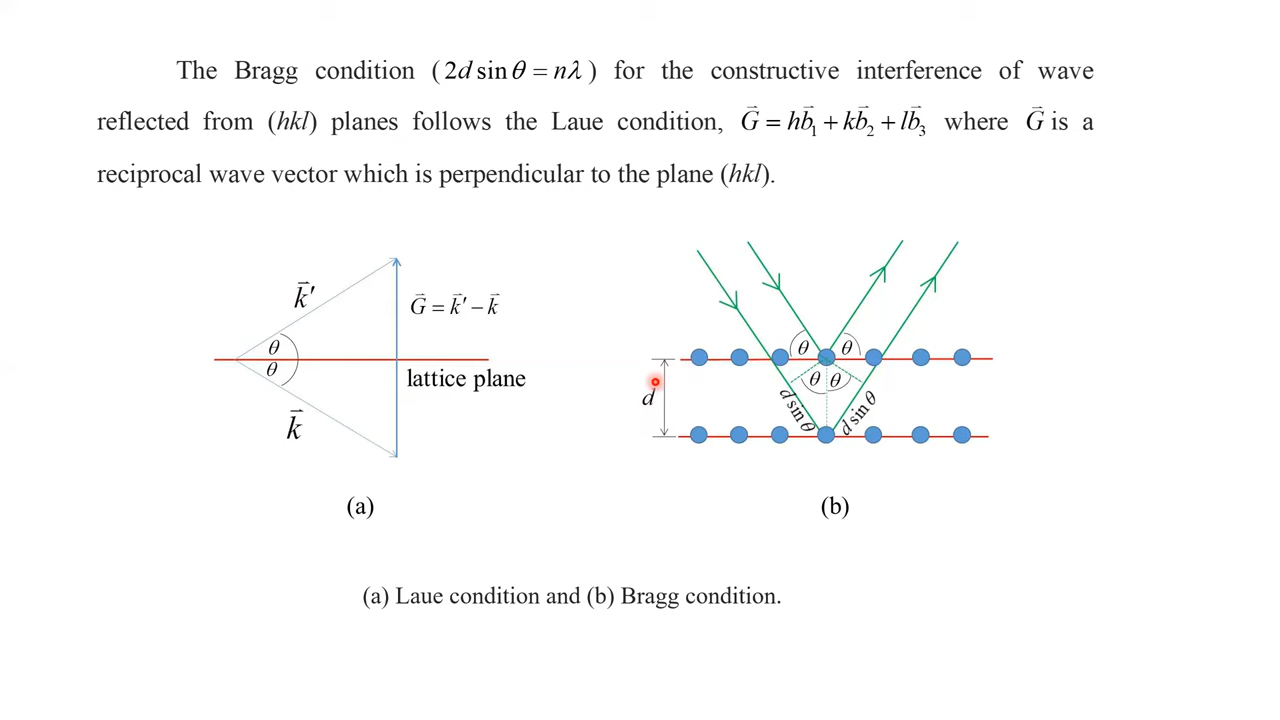 The Bragg condition ( 2d sin θ = nλ ) for the constructive interference of wave
reflected from (hkl) planes follows the Laue condition, G⃗ = hb⃗₁ + kb⃗₂ + lb⃗₃ where G⃗ is a
reciprocal wave vector which is perpendicular to the plane (hkl).
k⃗′
G⃗ = k⃗′ − k⃗
θ
θ
lattice plane
k⃗
(a)
θ
θ
d
θ
θ
d sin θ
d sin θ
(b)
(a) Laue condition and (b) Bragg condition.